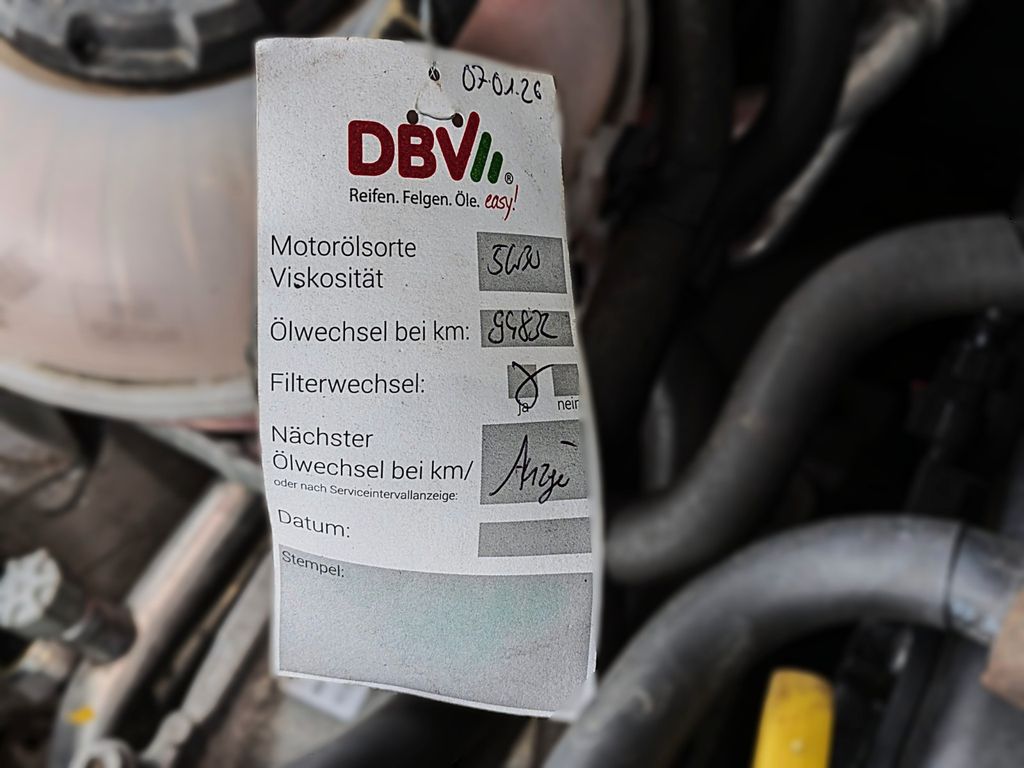 07.01.26
DBV®
Reifen. Felgen. Öle. easy!
Motorölsorte
Viskosität
5W30
Ölwechsel bei km: 94832
Filterwechsel:
ja nein
Nächster
Ölwechsel bei km/
oder nach Serviceintervallanzeige:
Datum:
Stempel: